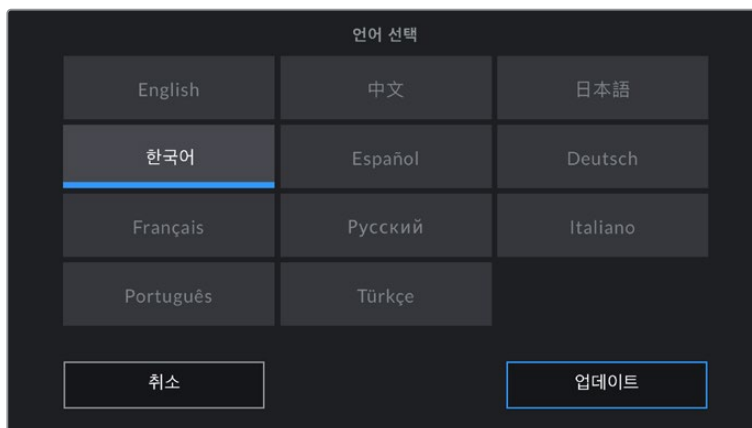 언어 선택
English 中文 日本語
한국어 Español Deutsch
Français Русский Italiano
Português Türkçe
취소 업데이트